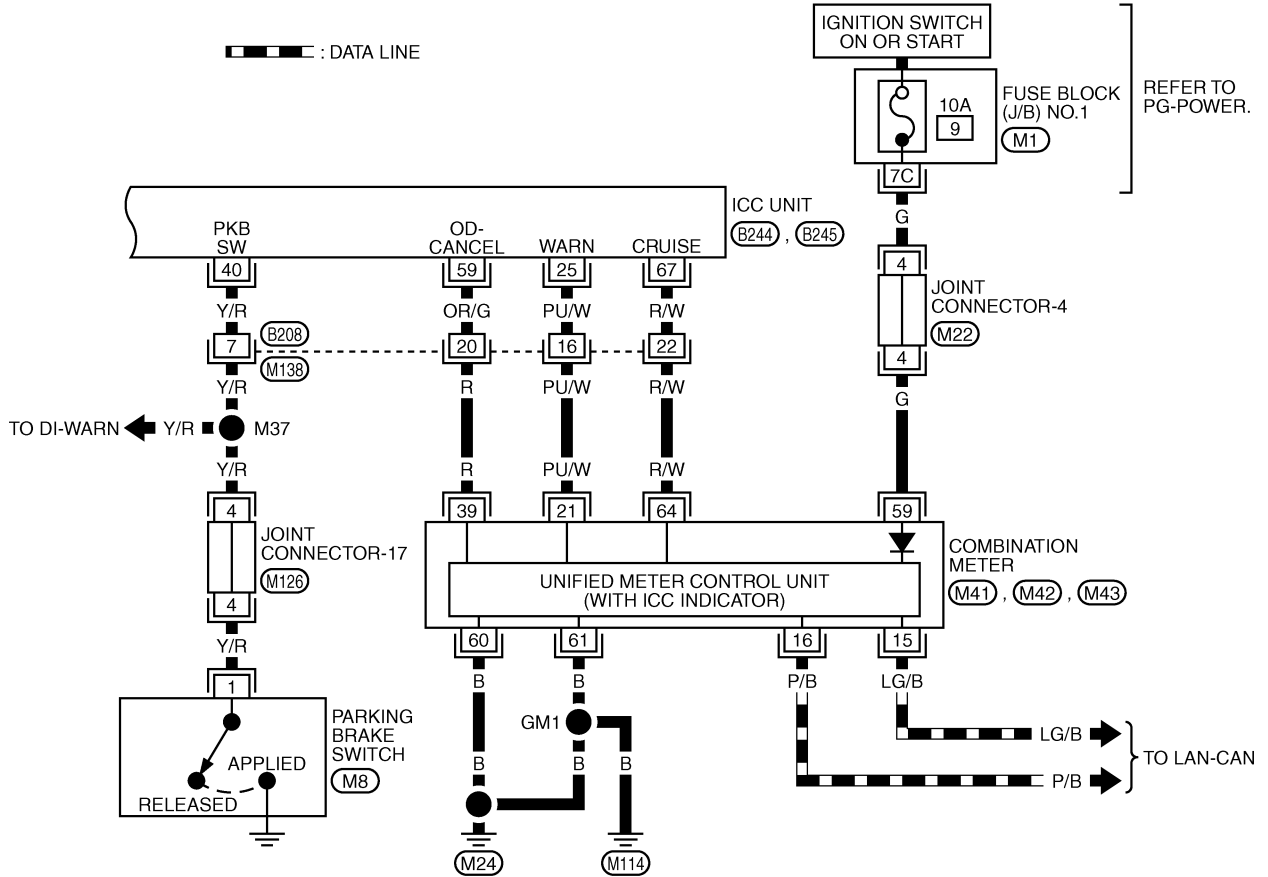 IGNITION SWITCH
ON OR START
: DATA LINE
10A
9
FUSE BLOCK
(J/B) NO.1
M1
REFER TO
PG-POWER.
7C
G
ICC UNIT
B244 , B245
PKB
SW
OD-
CANCEL
WARN
CRUISE
40
59
25
67
4
JOINT
CONNECTOR-4
M22
4
G
Y/R
OR/G
PU/W
R/W
7
B208
M138
20
16
22
Y/R
R
PU/W
R/W
TO DI-WARN
Y/R
M37
Y/R
R
PU/W
R/W
4
JOINT
CONNECTOR-17
M126
4
Y/R
39
21
64
59
COMBINATION
METER
M41 , M42 , M43
UNIFIED METER CONTROL UNIT
(WITH ICC INDICATOR)
60
61
16
15
B
B
P/B
LG/B
1
PARKING
BRAKE
SWITCH
M8
APPLIED
RELEASED
GM1
B
B
B
LG/B
P/B
TO LAN-CAN
M24
M114